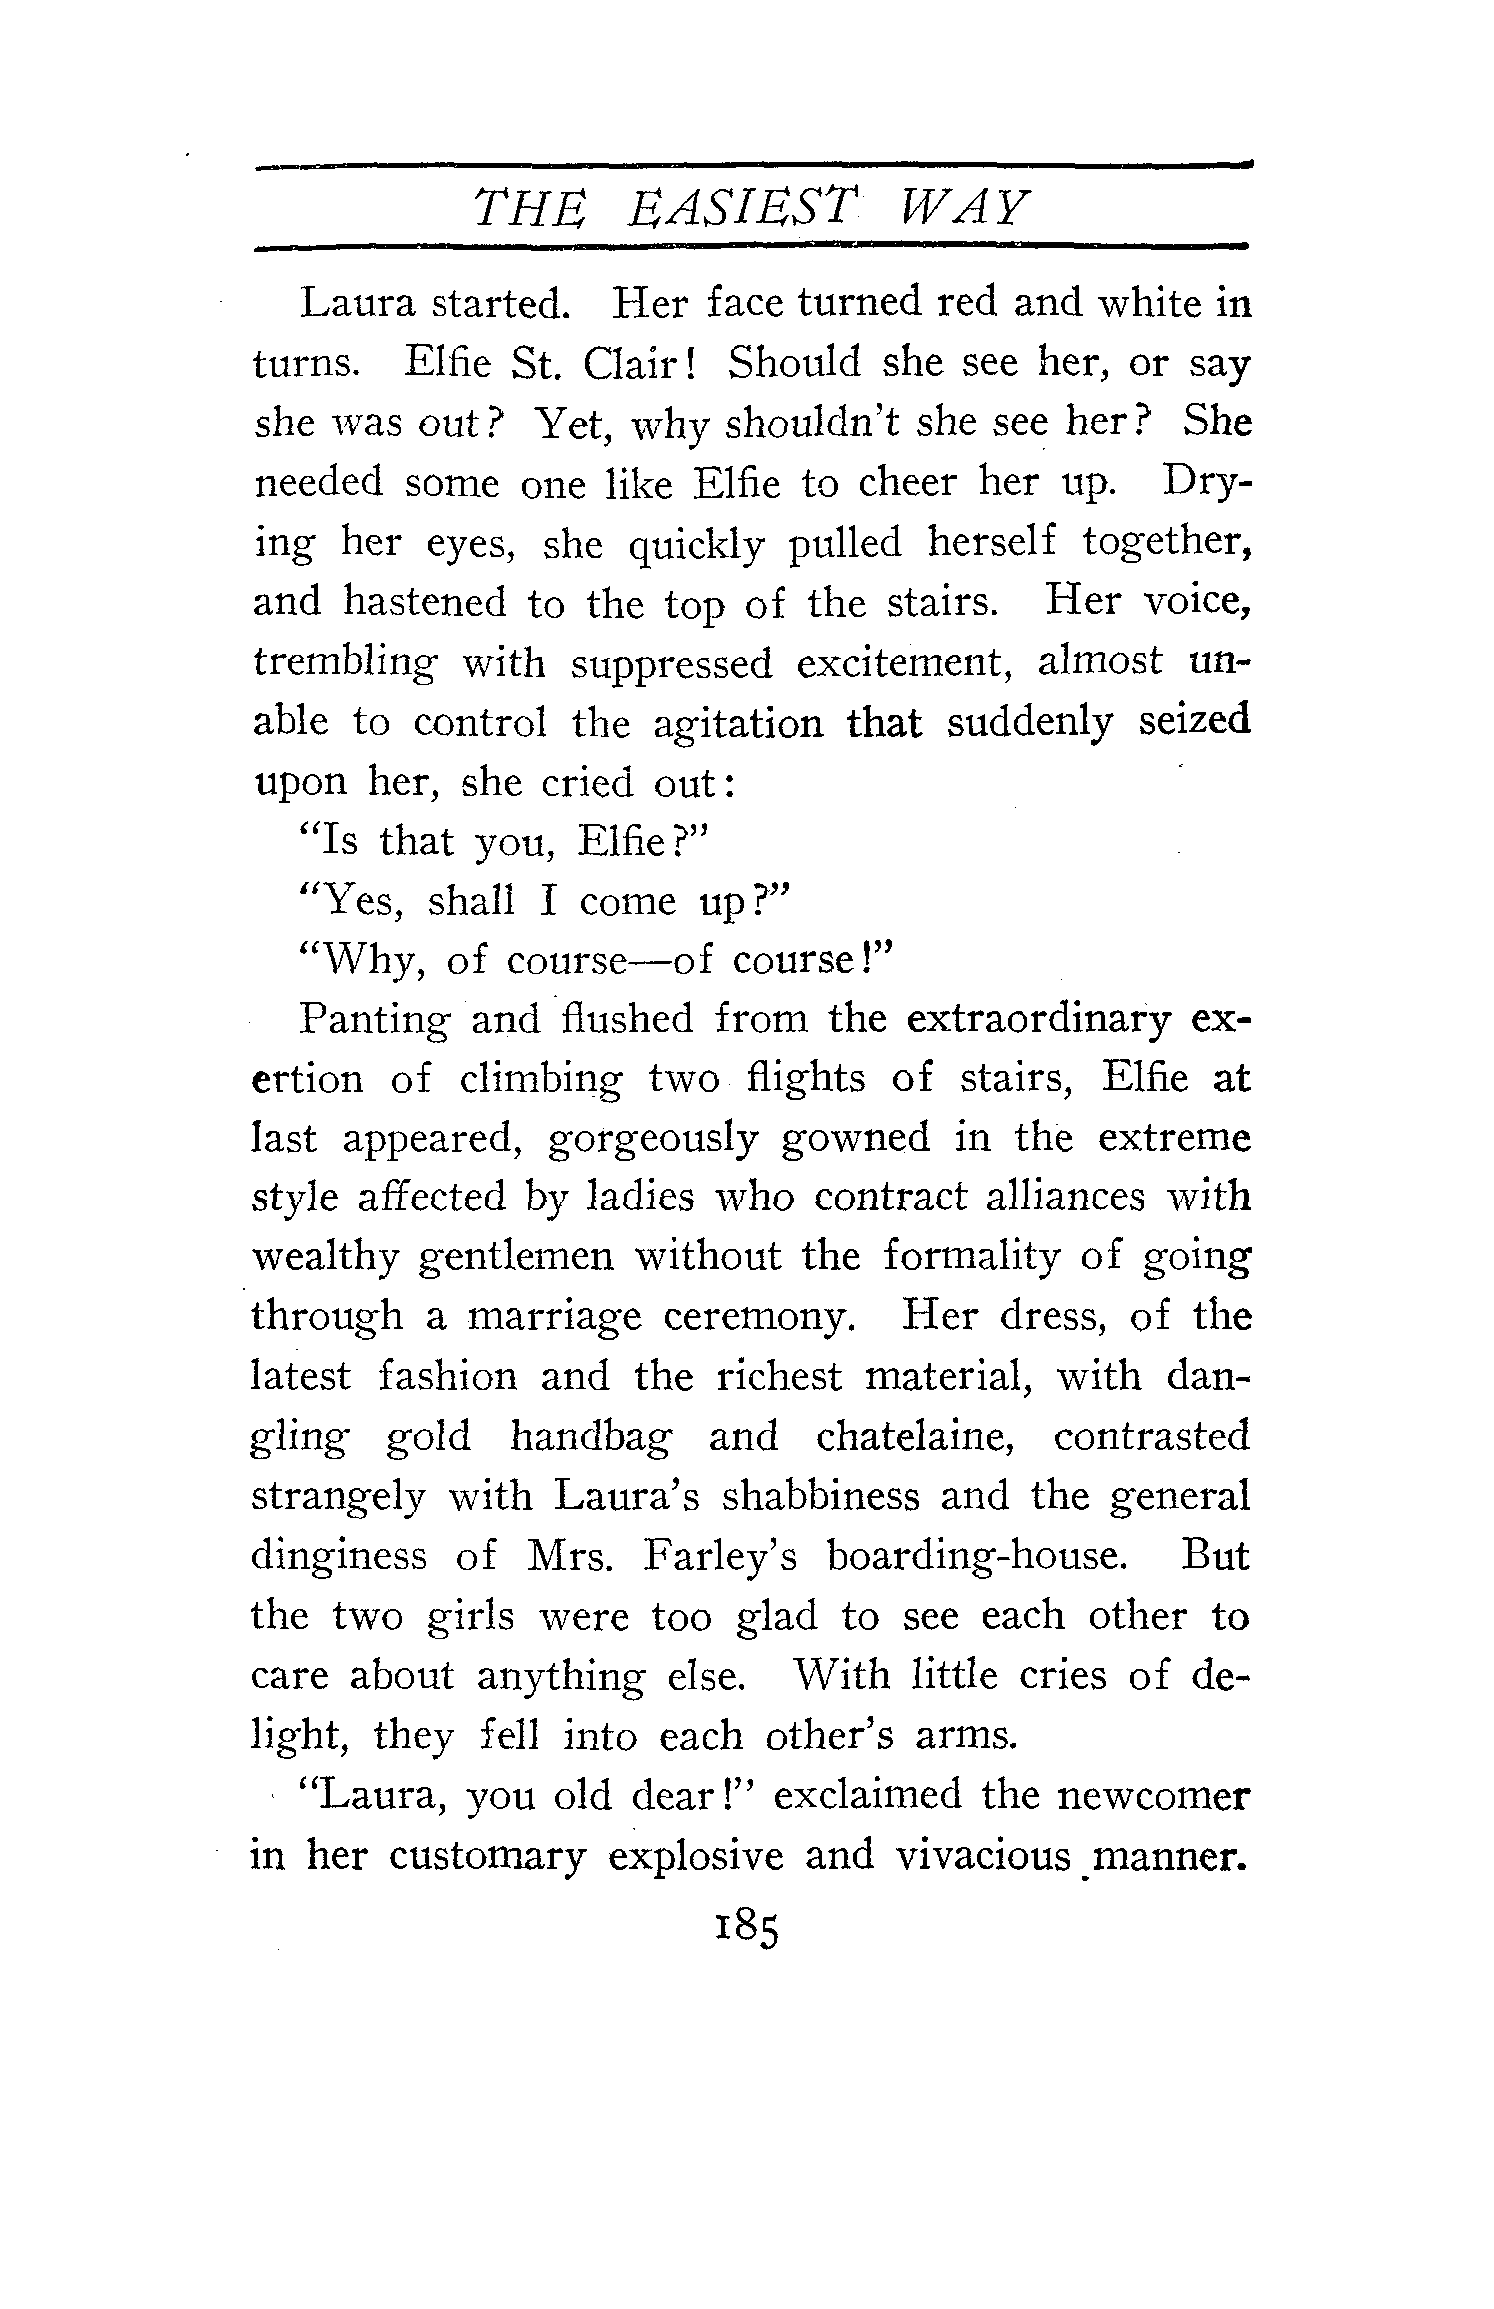 THE EASIEST WAY
Laura started. Her face turned red and white in
turns. Elfie St. Clair! Should she see her, or say
she was out? Yet, why shouldn't she see her? She
needed some one like Elfie to cheer her up. Dry-
ing her eyes, she quickly pulled herself together,
and hastened to the top of the stairs. Her voice,
trembling with suppressed excitement, almost un-
able to control the agitation that suddenly seized
upon her, she cried out:
"Is that you, Elfie?"
"Yes, shall I come up?"
"Why, of course—of course!"
Panting and flushed from the extraordinary ex-
ertion of climbing two flights of stairs, Elfie at
last appeared, gorgeously gowned in the extreme
style affected by ladies who contract alliances with
wealthy gentlemen without the formality of going
through a marriage ceremony. Her dress, of the
latest fashion and the richest material, with dan-
gling gold handbag and chatelaine, contrasted
strangely with Laura's shabbiness and the general
dinginess of Mrs. Farley's boarding-house. But
the two girls were too glad to see each other to
care about anything else. With little cries of de-
light, they fell into each other's arms.
"Laura, you old dear!" exclaimed the newcomer
in her customary explosive and vivacious manner.
185